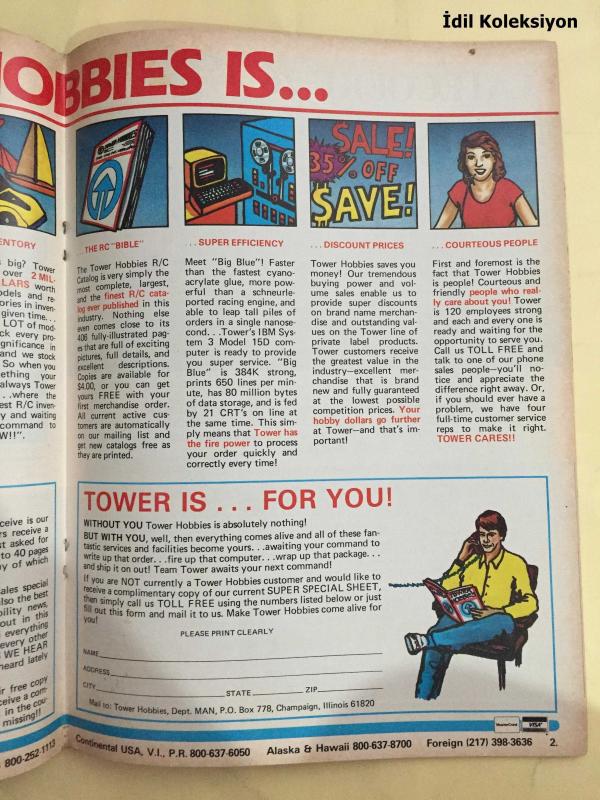 İdil Koleksiyon
HOBBIES IS...
ENTORY
s big? Tower
over 2 MIL-
LARS worth
odels and re-
given time...
LOT of mod-
ck every pro-
gnificance in
and we stock
So when you
ething your
always Tower
...where the
est R/C inven-
y and waiting
command to
W!!".
...THE RC "BIBLE"
The Tower Hobbies R/C
Catalog is very simply the
most complete, largest,
and the finest R/C cata-
log ever published in this
industry. Nothing else
even comes close to its
406 fully-illustrated pag-
es that are full of exciting
pictures, full details, and
excellent descriptions.
Copies are available for
$4.00, or you can get
yours FREE with your
first merchandise order.
All current active cus-
tomers are automatically
on our mailing list and
get new catalogs free as
they are printed.
...SUPER EFFICIENCY
Meet "Big Blue"! Faster
than the fastest cyano-
acrylate glue, more pow-
erful than a schneurle-
ported racing engine, and
able to leap tall piles of
orders in a single nanose-
cond...Tower's IBM Sys-
tem 3 Model 15D com-
puter is ready to provide
you super service. "Big
Blue" is 384K strong,
prints 650 lines per min-
ute, has 80 million bytes
of data storage, and is fed
by 21 CRT's on line at
the same time. This sim-
ply means that Tower has
the fire power to process
your order quickly and
correctly every time!
$ALE!
35% OFF
$AVE!
...DISCOUNT PRICES
Tower Hobbies saves you
money! Our tremendous
buying power and vol-
ume sales enable us to
provide super discounts
on brand name merchan-
dise and outstanding val-
ues on the Tower line of
private label products.
Tower customers receive
the greatest value in the
industry—excellent mer-
chandise that is brand
new and fully guaranteed
at the lowest possible
competition prices. Your
hobby dollars go further
at Tower—and that's im-
portant!
...COURTEOUS PEOPLE
First and foremost is the
fact that Tower Hobbies
is people! Courteous and
friendly people who real-
ly care about you! Tower
is 120 employees strong
and each and every one is
ready and waiting for the
opportunity to serve you.
Call us TOLL FREE and
talk to one of our phone
sales people—you'll no-
tice and appreciate the
difference right away. Or,
if you should ever have a
problem, we have four
full-time customer service
reps to make it right.
TOWER CARES!!
eceive is our
rs receive a
st asked for
to 40 pages
y of which
ales special
lso the best
bility news,
out in this
everything
every other
WE HEAR
heard lately
ir free copy
ceive a com-
in the cou-
missing!!
TOWER IS ... FOR YOU!
WITHOUT YOU Tower Hobbies is absolutely nothing!
BUT WITH YOU, well, then everything comes alive and all of these fan-
tastic services and facilities become yours...awaiting your command to
write up that order...fire up that computer...wrap up that package...
and ship it on out! Team Tower awaits your next command!
If you are NOT currently a Tower Hobbies customer and would like to
receive a complimentary copy of our current SUPER SPECIAL SHEET,
then simply call us TOLL FREE using the numbers listed below or just
fill out this form and mail it to us. Make Tower Hobbies come alive for
you!
PLEASE PRINT CLEARLY
NAME
ADDRESS
CITY STATE ZIP
Mail to: Tower Hobbies, Dept. MAN, P.O. Box 778, Champaign, Illinois 61820
MasterCard VISA
800-252-1113 Continental USA, V.I., P.R. 800-637-6050 Alaska & Hawaii 800-637-8700 Foreign (217) 398-3636 2.